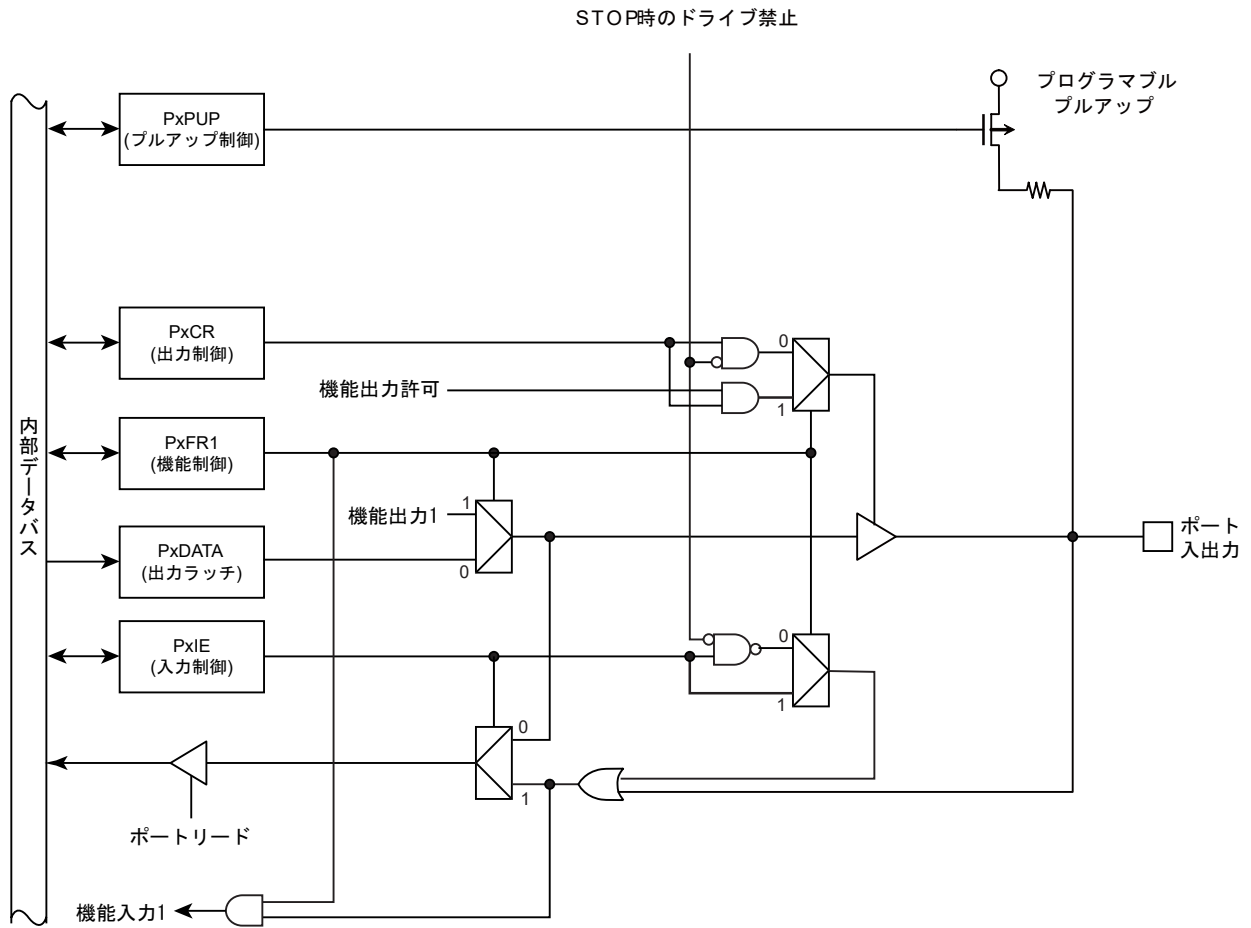 STOP時のドライブ禁止
プログラマブル
プルアップ
PxPUP
(プルアップ制御)
PxCR
(出力制御)
0
機能出力許可
1
内部データバス
PxFR1
(機能制御)
1
機能出力1
PxDATA
(出力ラッチ)
0
ポート
入出力
PxIE
(入力制御)
0
1
0
1
ポートリード
機能入力1